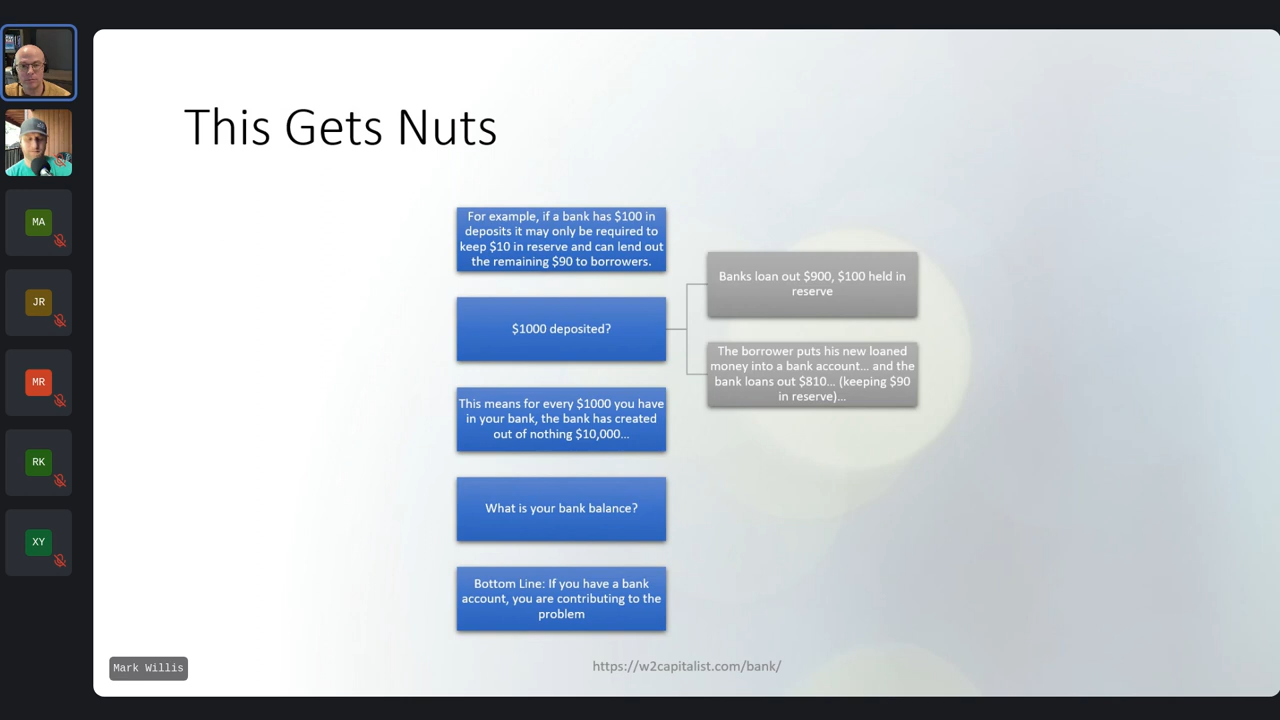 This Gets Nuts
For example, if a bank has $100 in
deposits it may only be required to
keep $10 in reserve and can lend out
the remaining $90 to borrowers.
$1000 deposited?
Banks loan out $900, $100 held in
reserve
The borrower puts his new loaned
money into a bank account... and the
bank loans out $810... (keeping $90
in reserve)...
This means for every $1000 you have
in your bank, the bank has created
out of nothing $10,000...
What is your bank balance?
Bottom Line: If you have a bank
account, you are contributing to the
problem
https://w2capitalist.com/bank/
Mark Willis
MA
JR
MR
RK
XY